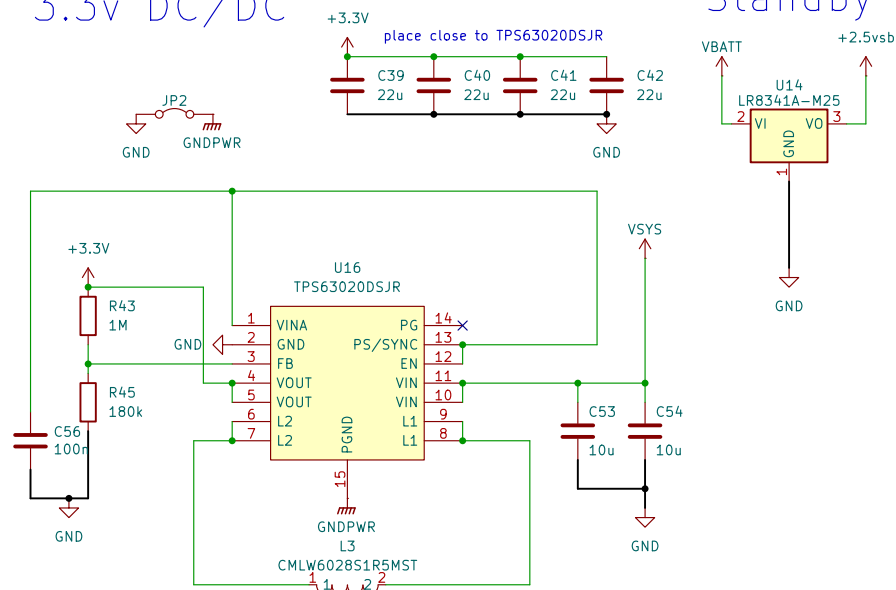 3.3v DC/DC
Standby
+3.3V
place close to TPS63020DSJR
C39
22u
C40
22u
C41
22u
C42
22u
JP2
GND
GNDPWR
GND
VBATT
+2.5vsb
U14
LR8341A-M25
2 VI
VO 3
GND
1
GND
VSYS
+3.3V
R43
1M
R45
180k
C56
100n
GND
U16
TPS63020DSJR
GND
1 VINA
2 GND
3 FB
4 VOUT
5 VOUT
6 L2
7 L2
PG 14
PS/SYNC 13
EN 12
VIN 11
VIN 10
L1 9
L1 8
PGND
15
GNDPWR
L3
CMLW6028S1R5MST
1 1 2 2
C53
10u
C54
10u
GND